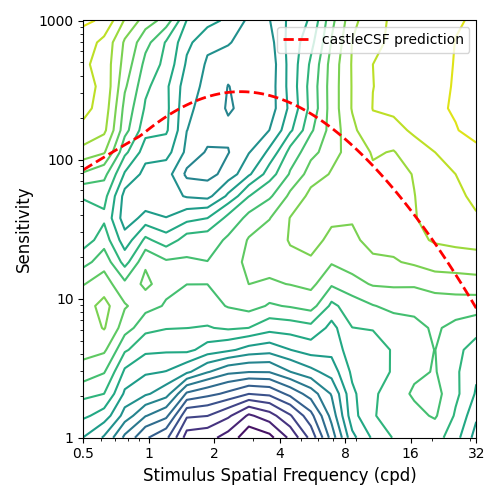 1000
castleCSF prediction
100
Sensitivity
10
1
0.5 1 2 4 8 16 32
Stimulus Spatial Frequency (cpd)